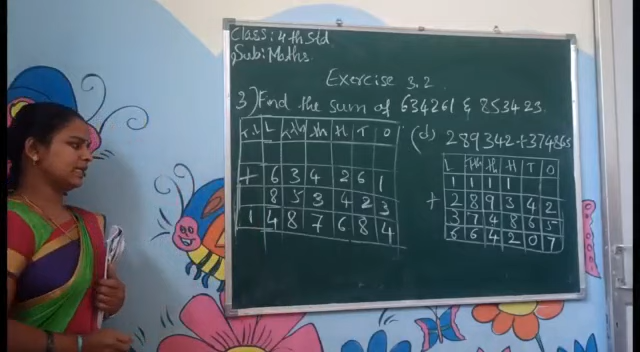 Class: 4th Std
Sub: Maths
Exercise 3.2
3) Find the sum of 634261 & 853423.
T.L L T.Th Th H T O
+ 6 3 4 2 6 1
8 5 3 4 2 3
1 4 8 7 6 8 4
(d) 289342+374865
L TTh Th H T O
1 1 1 1
+ 2 8 9 3 4 2
3 7 4 8 6 5
6 6 4 2 0 7